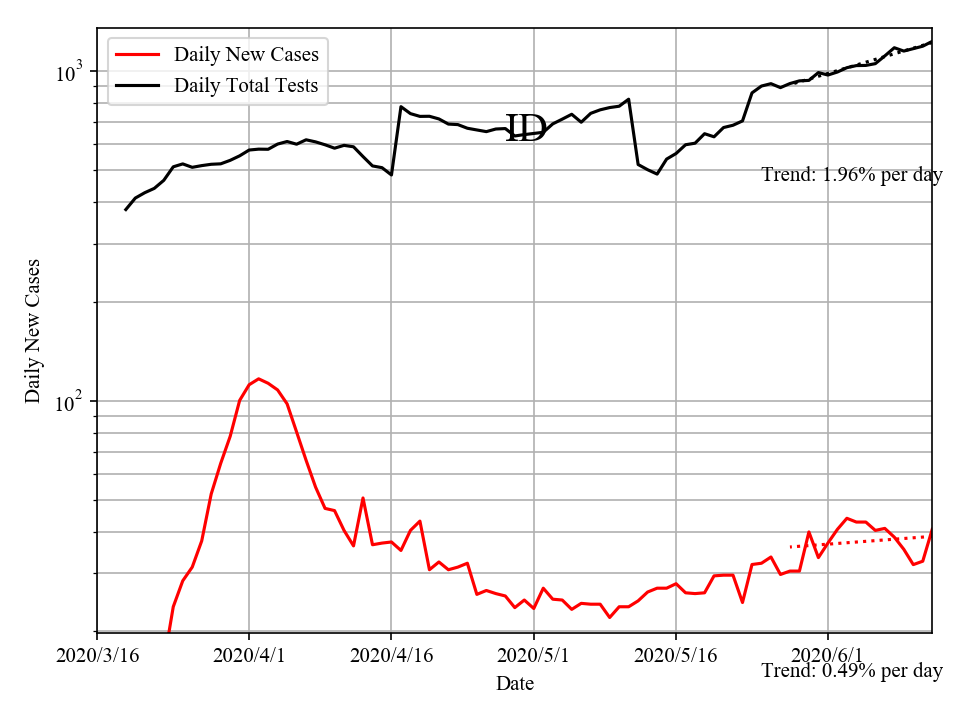 Daily New Cases
Daily Total Tests
10³
ID
Trend: 1.96% per day
Daily New Cases
10²
2020/3/16
2020/4/1
2020/4/16
2020/5/1
2020/5/16
2020/6/1
Trend: 0.49% per day
Date